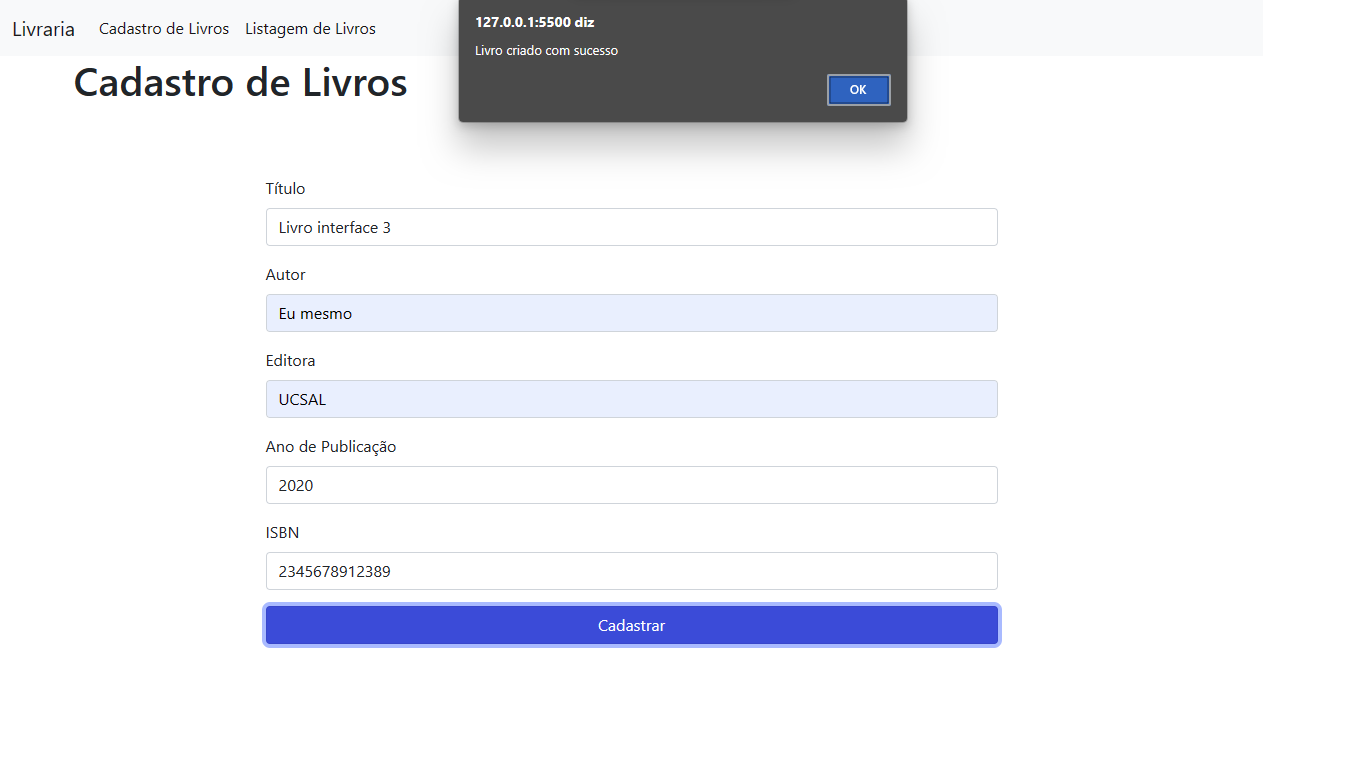 Livraria Cadastro de Livros Listagem de Livros
127.0.0.1:5500 diz
Livro criado com sucesso
OK
Cadastro de Livros
Título
Livro interface 3
Autor
Eu mesmo
Editora
UCSAL
Ano de Publicação
2020
ISBN
2345678912389
Cadastrar